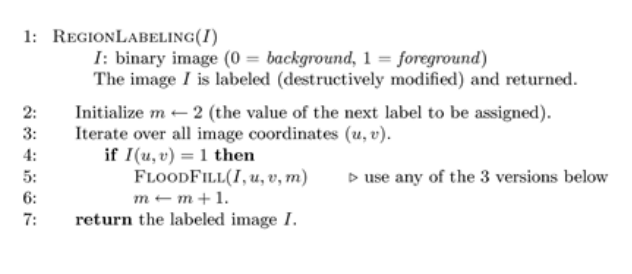 1: REGIONLABELING(I)
I: binary image (0 = background, 1 = foreground)
The image I is labeled (destructively modified) and returned.
2: Initialize m ← 2 (the value of the next label to be assigned).
3: Iterate over all image coordinates (u, v).
4: if I(u, v) = 1 then
5: FLOODFILL(I, u, v, m) ▹ use any of the 3 versions below
6: m ← m + 1.
7: return the labeled image I.